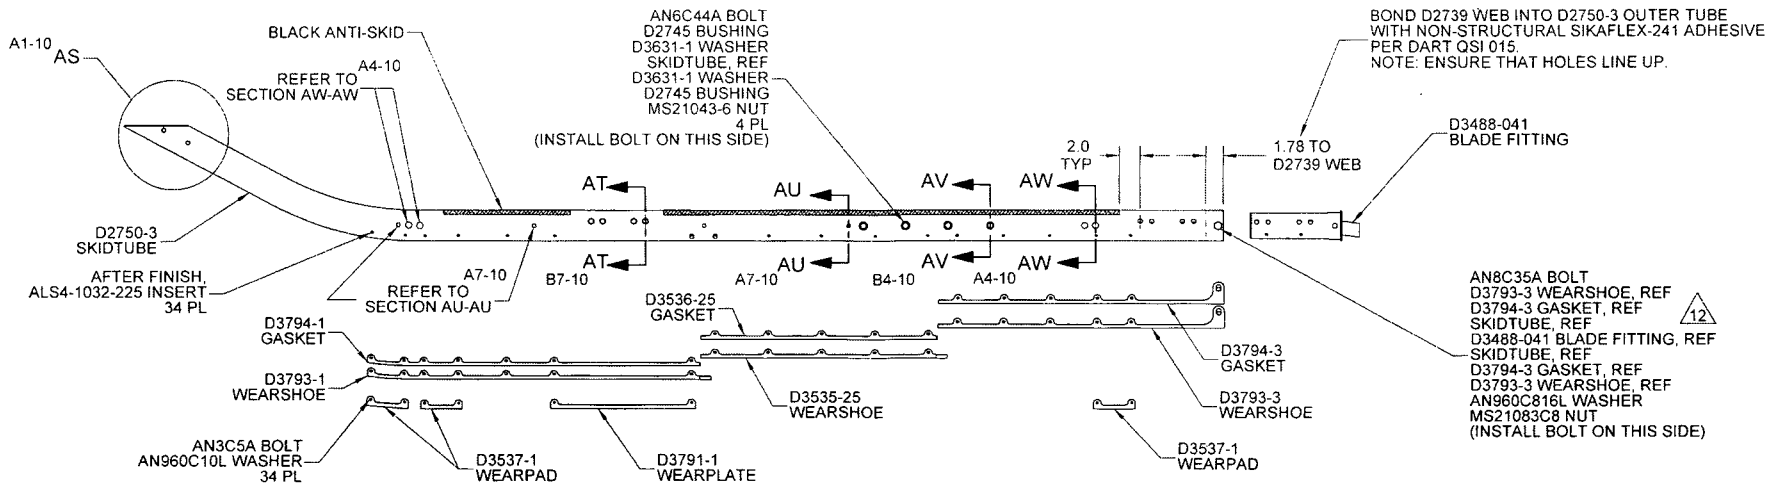 A1-10
AS
BLACK ANTI-SKID
A4-10
REFER TO
SECTION AW-AW
AN6C44A BOLT
D2745 BUSHING
D3631-1 WASHER
SKIDTUBE, REF
D3631-1 WASHER
D2745 BUSHING
MS21043-6 NUT
4 PL
(INSTALL BOLT ON THIS SIDE)
BOND D2739 WEB INTO D2750-3 OUTER TUBE
WITH NON-STRUCTURAL SIKAFLEX-241 ADHESIVE
PER DART QSI 015.
NOTE: ENSURE THAT HOLES LINE UP.
D3488-041
BLADE FITTING
2.0
TYP
1.78 TO
D2739 WEB
AT
AU
AV
AW
D2750-3
SKIDTUBE
AFTER FINISH,
ALS4-1032-225 INSERT
34 PL
REFER TO
SECTION AU-AU
A7-10
B7-10
AT
A7-10
AU
B4-10
AV
A4-10
AW
D3794-1
GASKET
D3793-1
WEARSHOE
AN3C5A BOLT
AN960C10L WASHER
34 PL
D3537-1
WEARPAD
D3791-1
WEARPLATE
D3536-25
GASKET
D3535-25
WEARSHOE
D3794-3
GASKET
D3793-3
WEARSHOE
D3537-1
WEARPAD
AN8C35A BOLT
D3793-3 WEARSHOE, REF
D3794-3 GASKET, REF
SKIDTUBE, REF
D3488-041 BLADE FITTING, REF
SKIDTUBE, REF
D3794-3 GASKET, REF
D3793-3 WEARSHOE, REF
AN960C816L WASHER
MS21083C8 NUT
(INSTALL BOLT ON THIS SIDE)
12